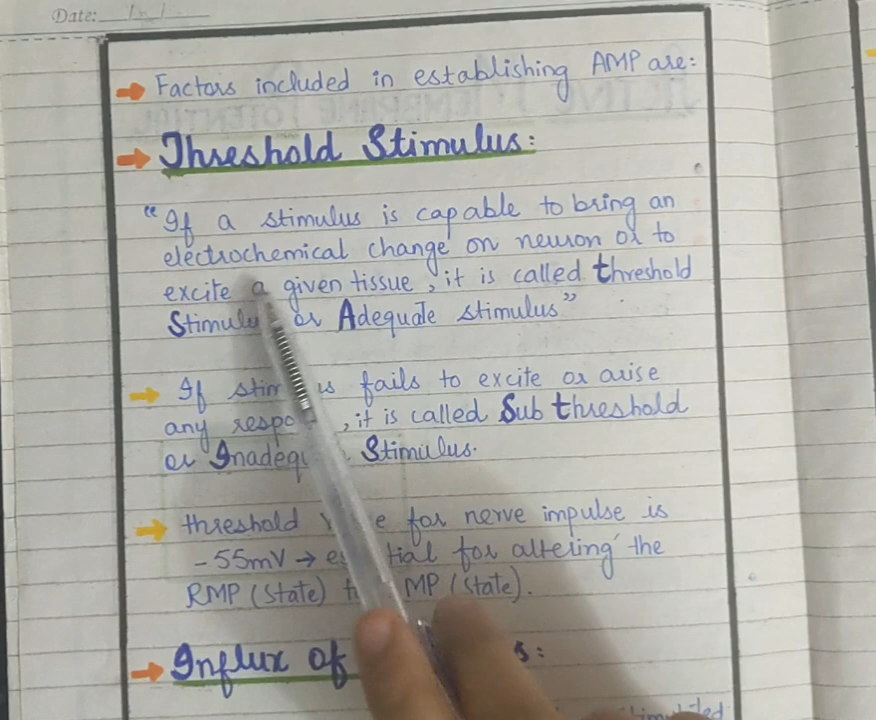 Date:
→ Factors included in establishing AMP are:
→ Threshold Stimulus:
"If a stimulus is capable to bring an
electrochemical change on neuron or to
excite a given tissue, it is called threshold
Stimulu or Adequate stimulus"
→ If stim us fails to excite or arise
any respo , it is called Sub threshold
or Inadequ Stimulus.
→ threshold v e for nerve impulse is
-55mV → es tial for altering the
RMP (State) t MP (State).
→ Influx of s: